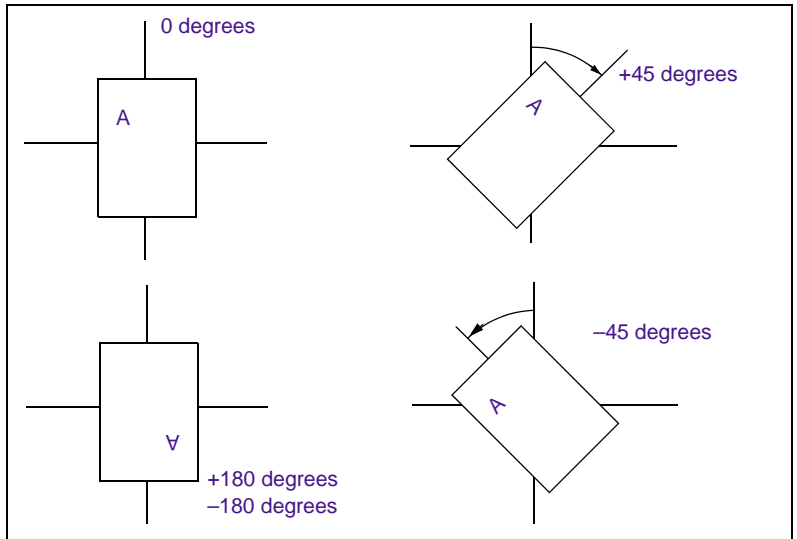 0 degrees
A
+45 degrees
A
A
+180 degrees
–180 degrees
–45 degrees
A